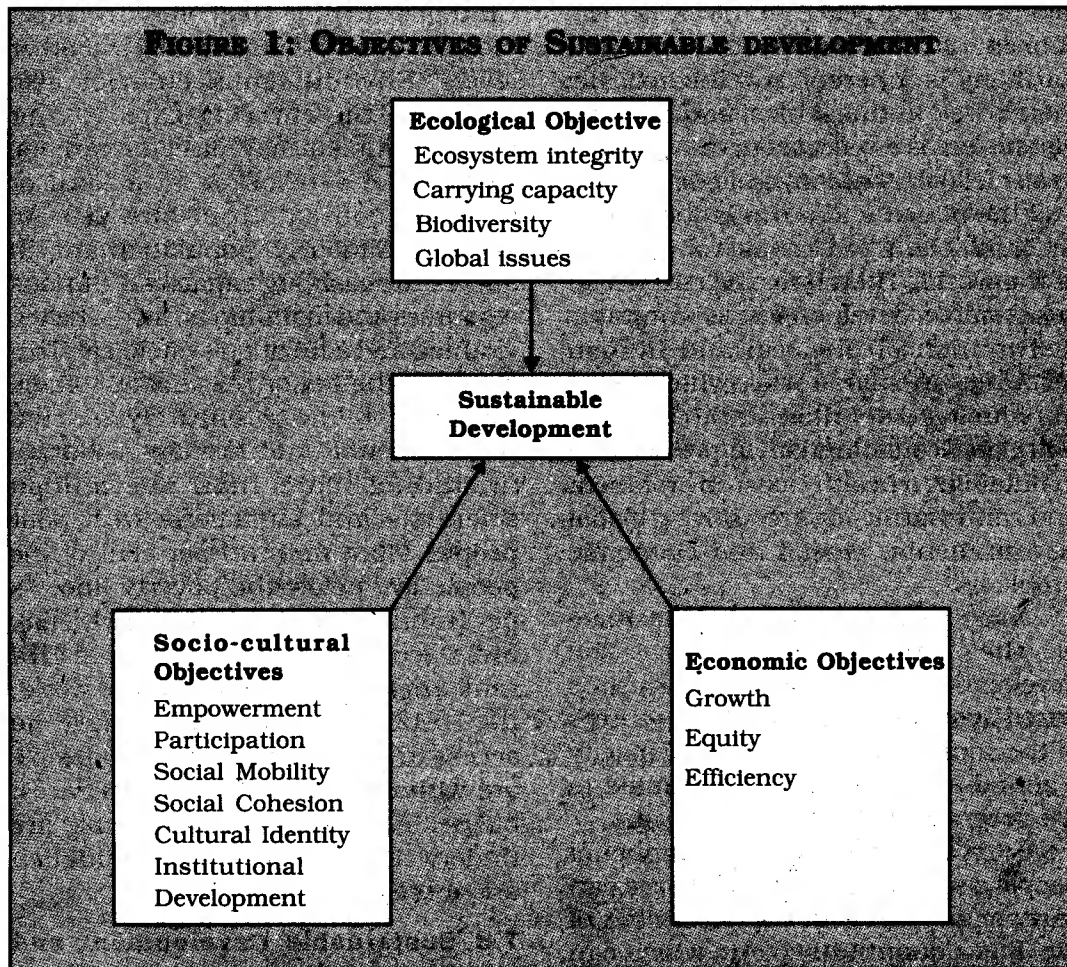 FIGURE 1: OBJECTIVES OF SUSTAINABLE DEVELOPMENT
Ecological Objective
Ecosystem integrity
Carrying capacity
Biodiversity
Global issues
Sustainable
Development
Socio-cultural
Objectives
Empowerment
Participation
Social Mobility
Social Cohesion
Cultural Identity
Institutional
Development
Economic Objectives
Growth
Equity
Efficiency